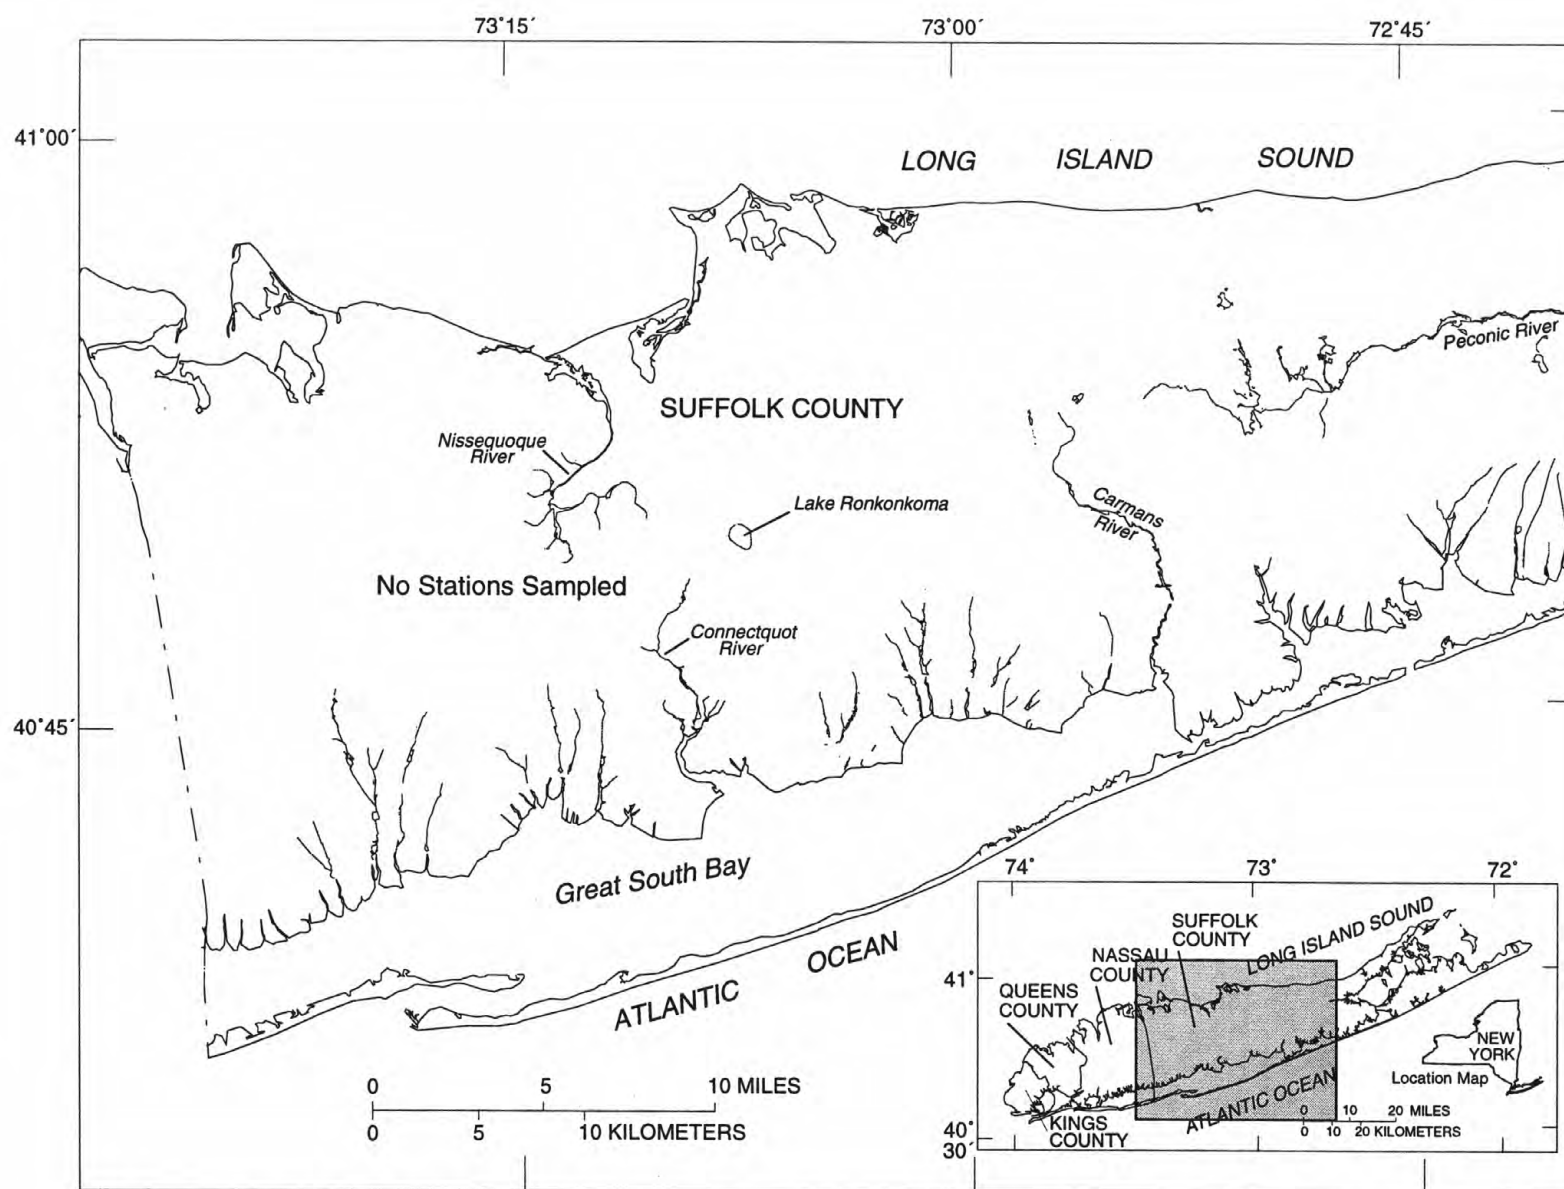 73°15′
73°00′
72°45′
41°00′
LONG ISLAND SOUND
Peconic River
SUFFOLK COUNTY
Nissequoque
River
Lake Ronkonkoma
Carmans
River
No Stations Sampled
Connectquot
River
40°45′
Great South Bay
ATLANTIC OCEAN
0 5 10 MILES
0 5 10 KILOMETERS
74°
73°
72°
SUFFOLK
COUNTY
LONG ISLAND SOUND
NASSAU
COUNTY
41°
QUEENS
COUNTY
NEW
YORK
Location Map
ATLANTIC OCEAN
0 10 20 MILES
0 10 20 KILOMETERS
KINGS
COUNTY
40°
30′